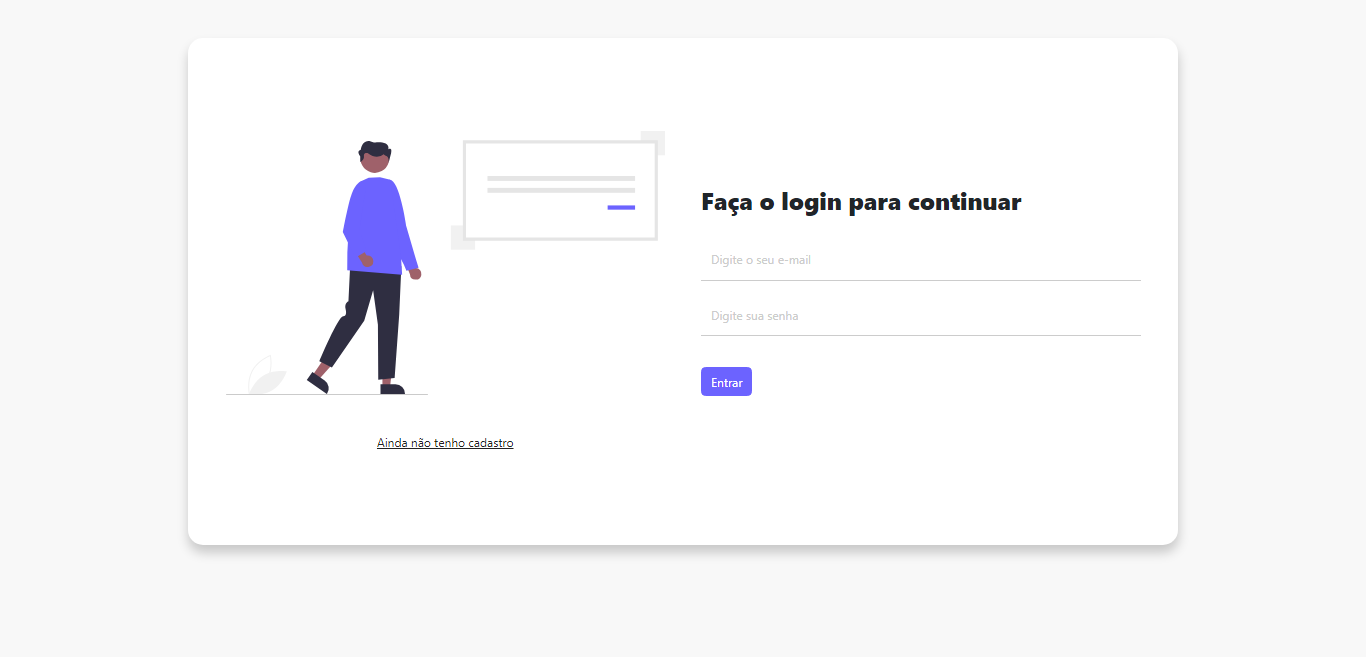 Faça o login para continuar
Digite o seu e-mail
Digite sua senha
Entrar
Ainda não tenho cadastro